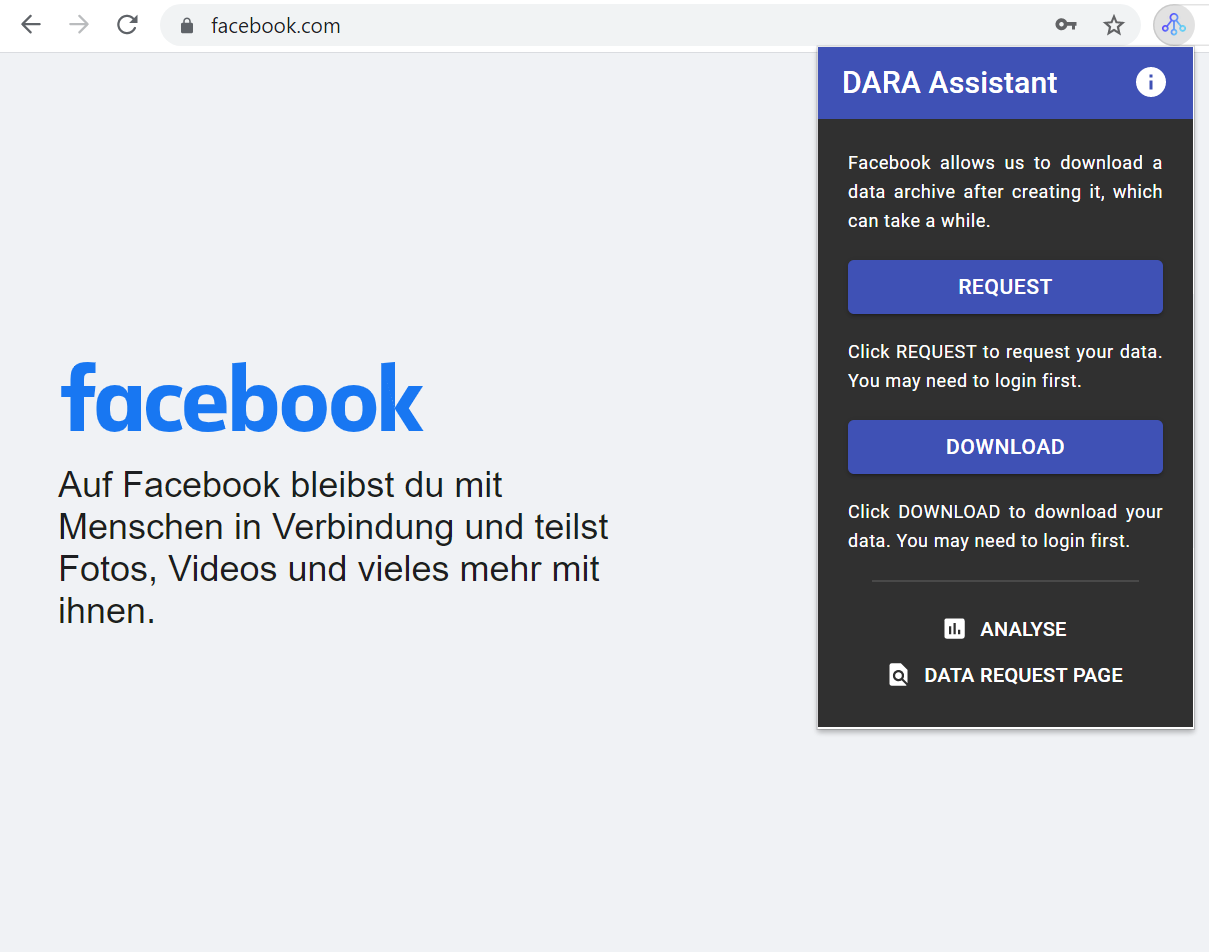 facebook.com
DARA Assistant
Facebook allows us to download a
data archive after creating it, which
can take a while.
REQUEST
Click REQUEST to request your data.
You may need to login first.
DOWNLOAD
Click DOWNLOAD to download your
data. You may need to login first.
ANALYSE
DATA REQUEST PAGE
facebook
Auf Facebook bleibst du mit
Menschen in Verbindung und teilst
Fotos, Videos und vieles mehr mit
ihnen.